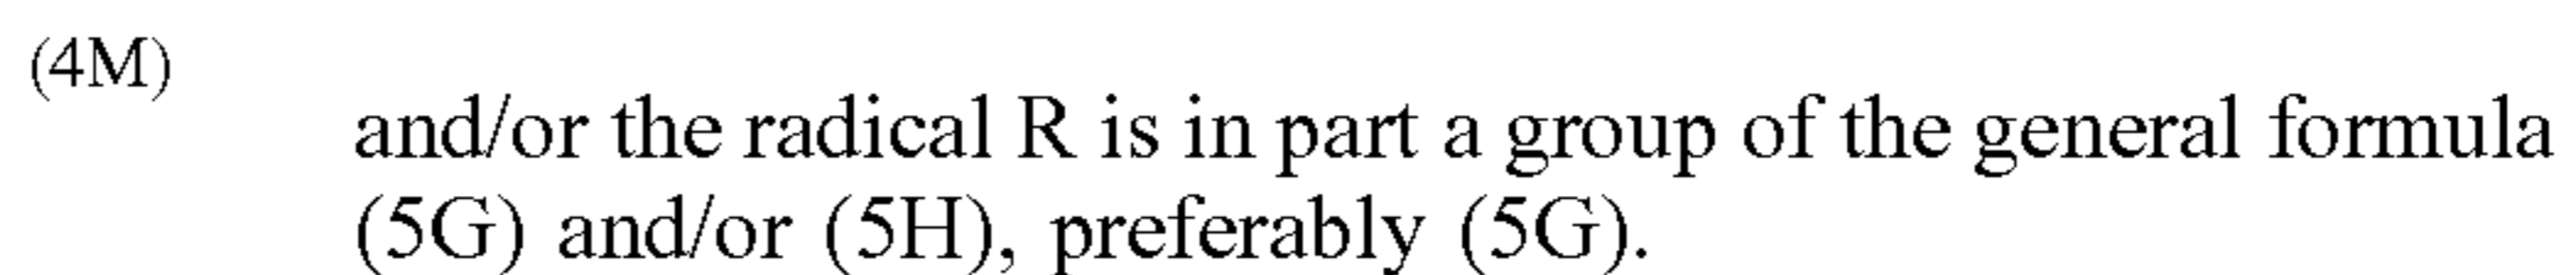 (4M)
and/or the radical R is in part a group of the general formula
(5G) and/or (5H), preferably (5G).